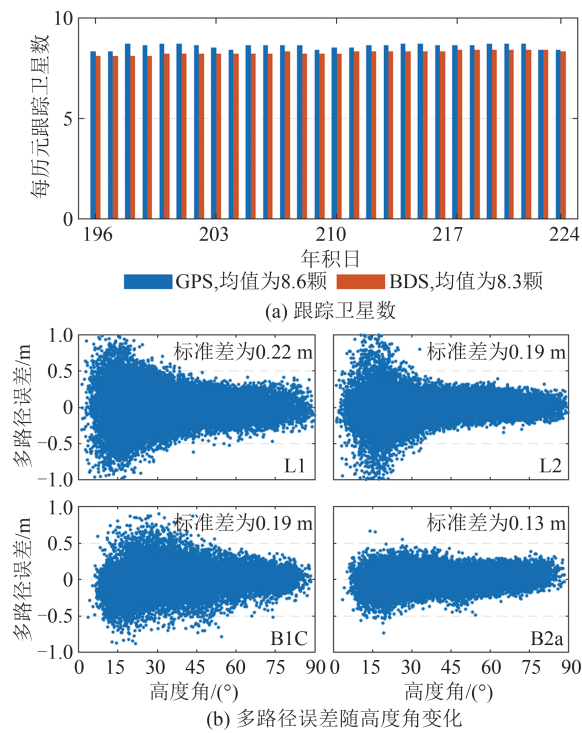 10
5
0
每历元跟踪卫星数
196
203
210
217
224
年积日
GPS,均值为8.6颗
BDS,均值为8.3颗
(a) 跟踪卫星数
1.0
0.5
0
−0.5
−1.0
多路径误差/m
标准差为0.22 m
L1
标准差为0.19 m
L2
1.0
0.5
0
−0.5
−1.0
多路径误差/m
标准差为0.19 m
B1C
标准差为0.13 m
B2a
0 15 30 45 60 75 90
0 15 30 45 60 75 90
高度角/(°)
高度角/(°)
(b) 多路径误差随高度角变化